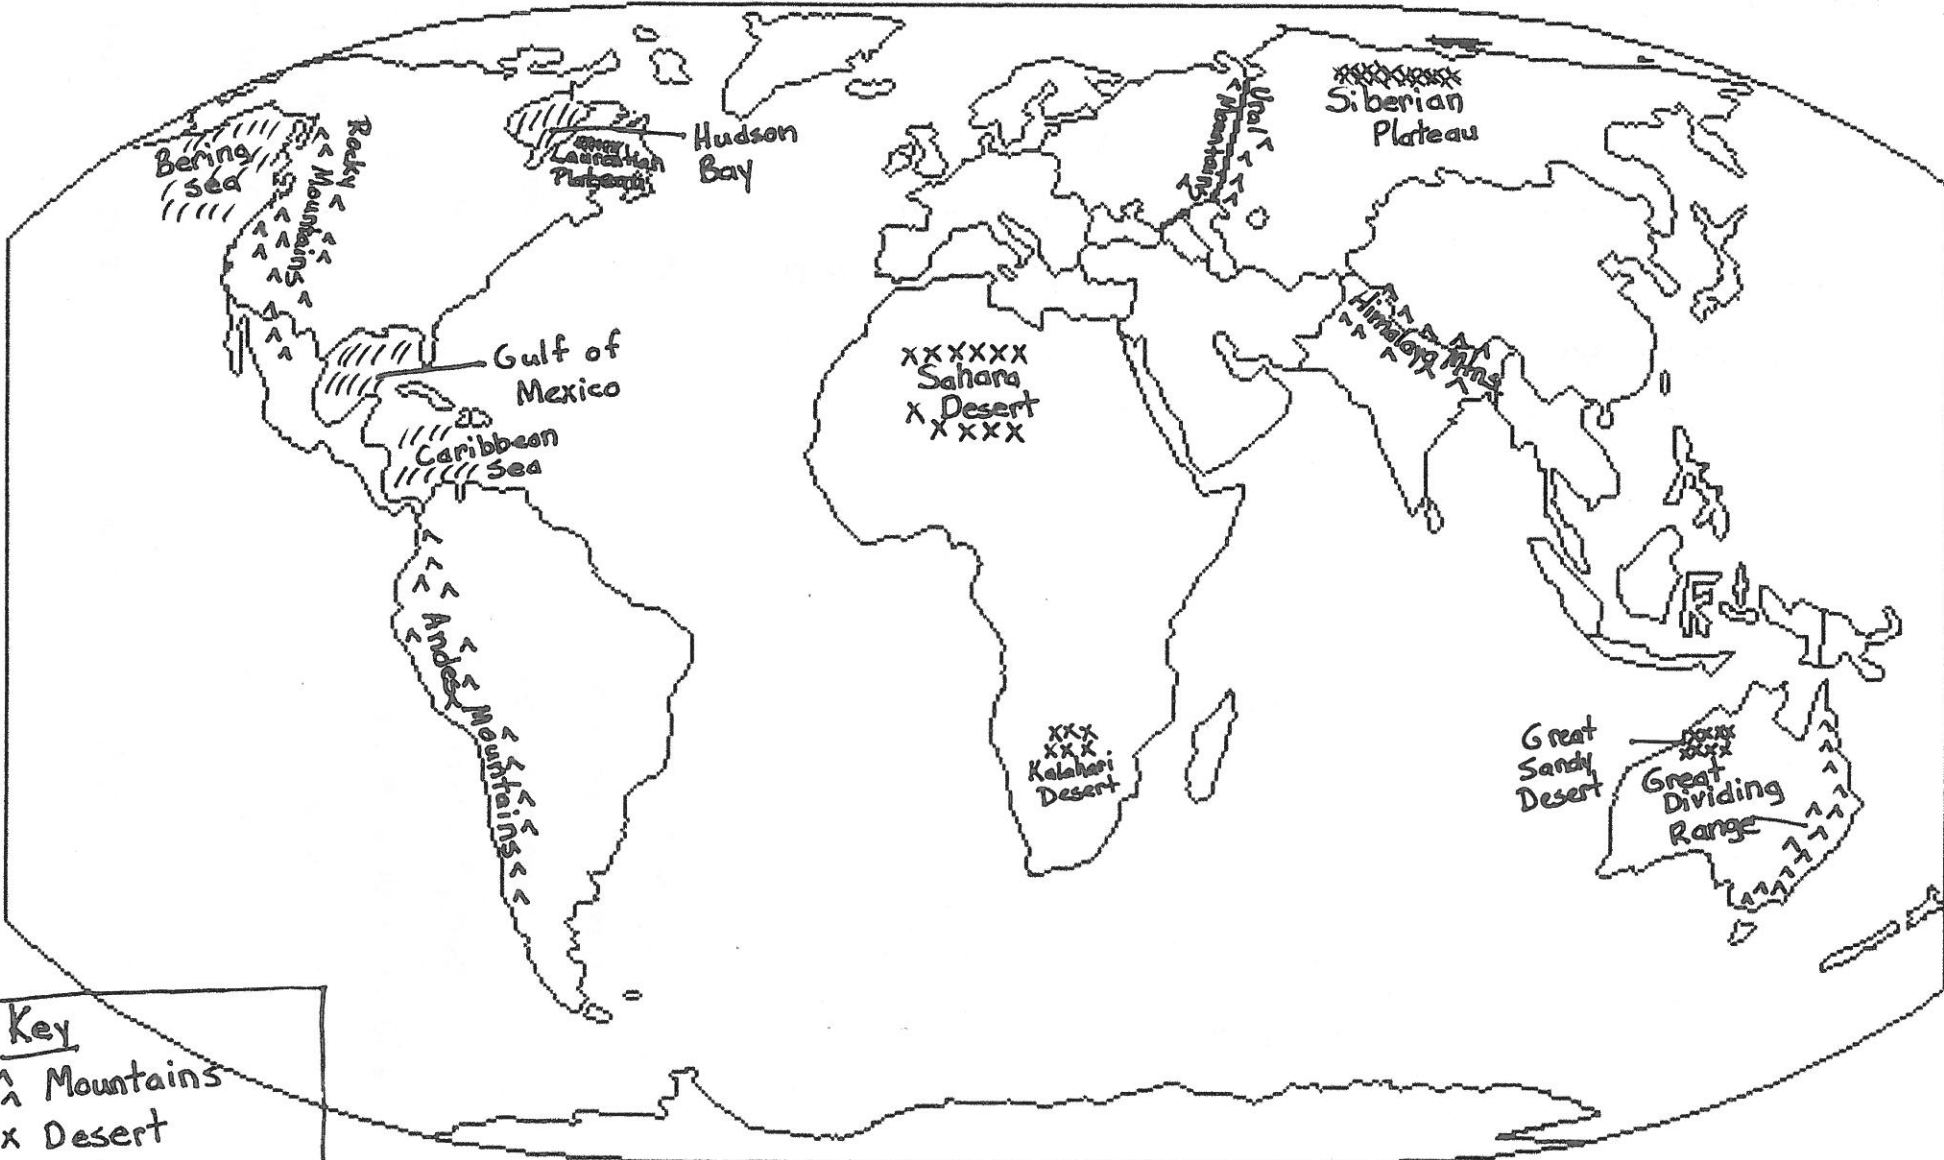 Bering
sea
Rocky Mountains
Hudson
Bay
Laurentian
Plateau
Gulf of
Mexico
Caribbean
sea
Andes Mountains
Sahara
Desert
Kalahari
Desert
Ural
Mountains
Siberian
Plateau
Himalaya Mtns
Great
Sandy
Desert
Great
Dividing
Range
Key
^ Mountains
x Desert